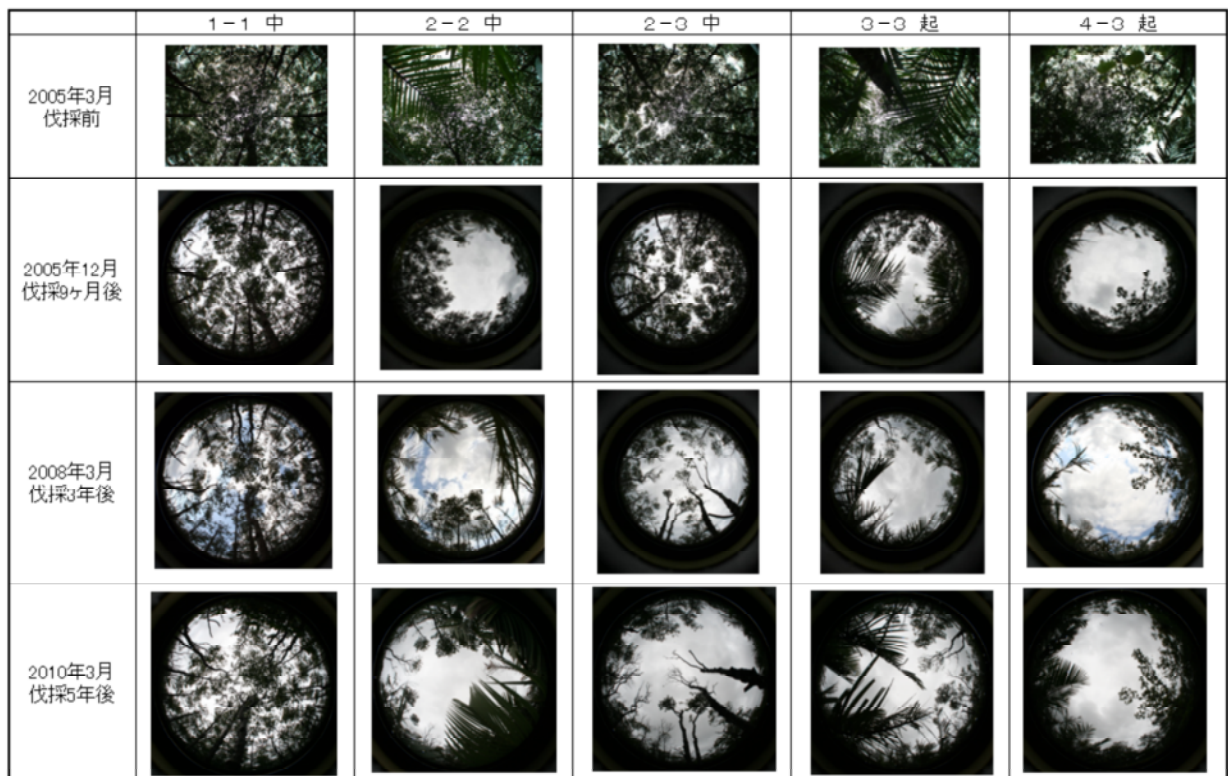 1-1 中
2-2 中
2-3 中
3-3 起
4-3 起
2005年3月
伐採前
2005年12月
伐採9ヶ月後
2008年3月
伐採3年後
2010年3月
伐採5年後